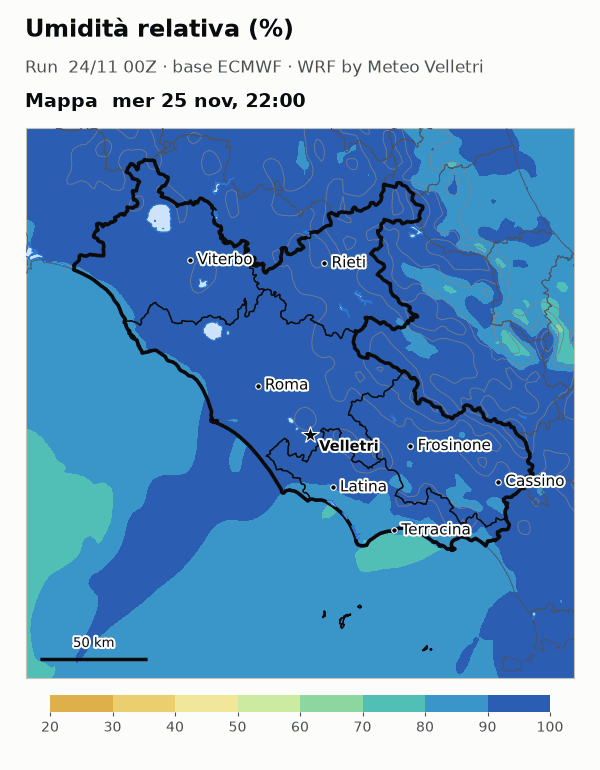 Umidità relativa (%)
Run  24/11 00Z · base ECMWF · WRF by Meteo Velletri
Mappa  mer 25 nov, 22:00
Viterbo
Rieti
Roma
Velletri
Frosinone
Latina
Cassino
Terracina
50 km
20 30 40 50 60 70 80 90 100